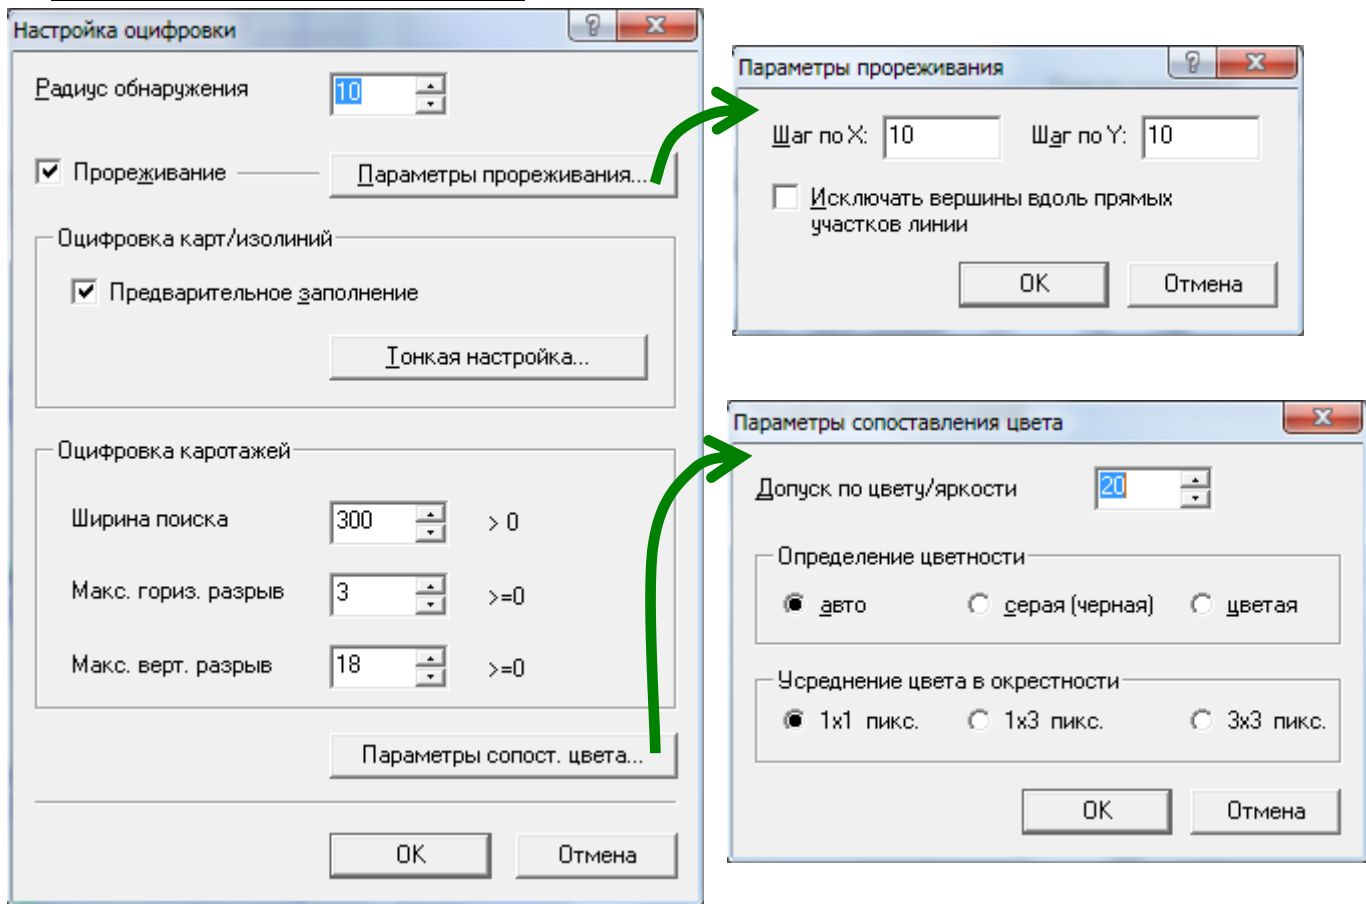 Настройка оцифровки
Радиус обнаружения 10
Прореживание Параметры прореживания...
Оцифровка карт/изолиний
Предварительное заполнение
Тонкая настройка...
Оцифровка каротажей
Ширина поиска 300 > 0
Макс. гориз. разрыв 3 >=0
Макс. верт. разрыв 18 >=0
Параметры сопост. цвета...
OK Отмена
Параметры прореживания
Шаг по X: 10 Шаг по Y: 10
Исключать вершины вдоль прямых
участков линии
OK Отмена
Параметры сопоставления цвета
Допуск по цвету/яркости 20
Определение цветности
авто серая (черная) цветая
Усреднение цвета в окрестности
1x1 пикс. 1x3 пикс. 3x3 пикс.
OK Отмена